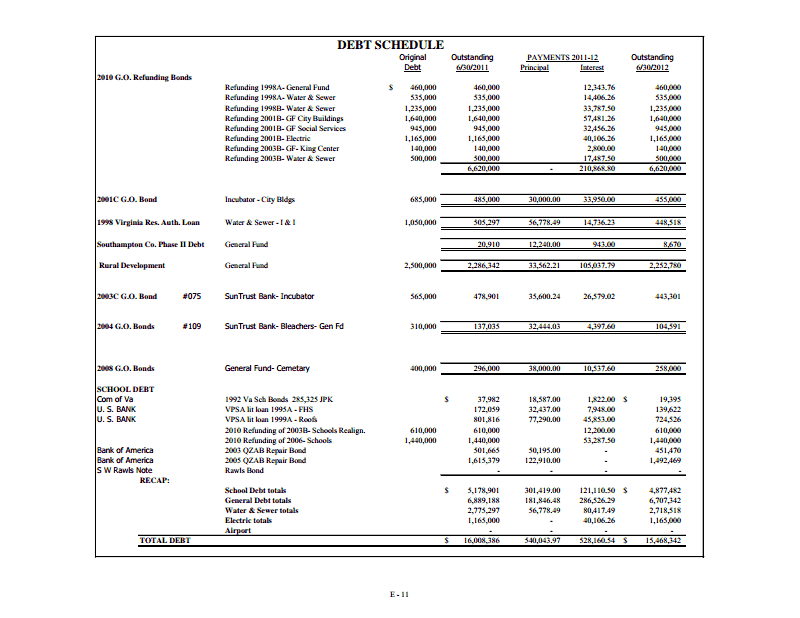 DEBT SCHEDULE
Original Outstanding PAYMENTS 2011-12 Outstanding
Debt 6/30/2011 Principal Interest 6/30/2012
2010 G.O. Refunding Bonds
Refunding 1998A- General Fund $ 460,000 460,000 12,343.76 460,000
Refunding 1998A- Water & Sewer 535,000 535,000 14,406.26 535,000
Refunding 1998B- Water & Sewer 1,235,000 1,235,000 33,787.50 1,235,000
Refunding 2001B- GF City Buildings 1,640,000 1,640,000 57,481.26 1,640,000
Refunding 2001B- GF Social Services 945,000 945,000 32,456.26 945,000
Refunding 2001B- Electric 1,165,000 1,165,000 40,106.26 1,165,000
Refunding 2003B- GF- King Center 140,000 140,000 2,800.00 140,000
Refunding 2003B- Water & Sewer 500,000 500,000 17,487.50 500,000
6,620,000 - 210,868.80 6,620,000
2001C G.O. Bond Incubator - City Bldgs 685,000 485,000 30,000.00 33,950.00 455,000
1998 Virginia Res. Auth. Loan Water & Sewer - I & I 1,050,000 505,297 56,778.49 14,736.23 448,518
Southampton Co. Phase II Debt General Fund 20,910 12,240.00 943.00 8,670
Rural Development General Fund 2,500,000 2,286,342 33,562.21 105,037.79 2,252,780
2003C G.O. Bond #075 SunTrust Bank- Incubator 565,000 478,901 35,600.24 26,579.02 443,301
2004 G.O. Bonds #109 SunTrust Bank- Bleachers- Gen Fd 310,000 137,035 32,444.03 4,397.60 104,591
2008 G.O. Bonds General Fund- Cemetary 400,000 296,000 38,000.00 10,537.60 258,000
SCHOOL DEBT
Com of Va 1992 Va Sch Bonds 285,325 JPK $ 37,982 18,587.00 1,822.00 $ 19,395
U. S. BANK VPSA lit loan 1995A - FHS 172,059 32,437.00 7,948.00 139,622
U. S. BANK VPSA lit loan 1999A - Roofs 801,816 77,290.00 45,853.00 724,526
2010 Refunding of 2003B- Schools Realign. 610,000 610,000 12,200.00 610,000
2010 Refunding of 2006- Schools 1,440,000 1,440,000 53,287.50 1,440,000
Bank of America 2003 QZAB Repair Bond 501,665 50,195.00 - 451,470
Bank of America 2005 QZAB Repair Bond 1,615,379 122,910.00 - 1,492,469
S W Rawls Note Rawls Bond - - - -
RECAP:
School Debt totals $ 5,178,901 301,419.00 121,110.50 $ 4,877,482
General Debt totals 6,889,188 181,846.48 286,526.29 6,707,342
Water & Sewer totals 2,775,297 56,778.49 80,417.49 2,718,518
Electric totals 1,165,000 - 40,106.26 1,165,000
Airport - - - -
TOTAL DEBT $ 16,008,386 540,043.97 528,160.54 $ 15,468,342
E - 11